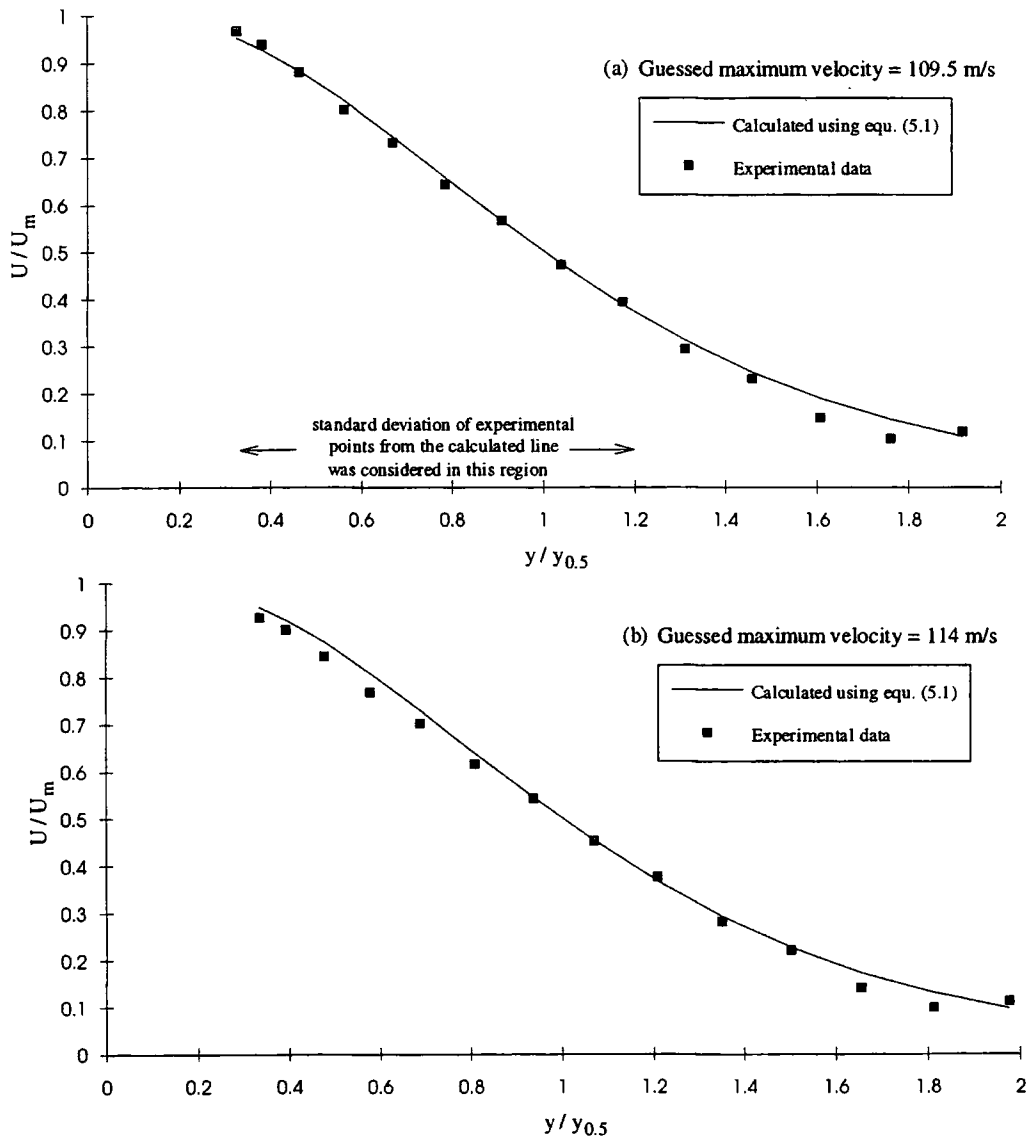 1
0.9
0.8
0.7
0.6
0.5
0.4
0.3
0.2
0.1
0
U / Um
(a) Guessed maximum velocity = 109.5 m/s
Calculated using equ. (5.1)
Experimental data
standard deviation of experimental
points from the calculated line
was considered in this region
0 0.2 0.4 0.6 0.8 1 1.2 1.4 1.6 1.8 2
y / y0.5
1
0.9
0.8
0.7
0.6
0.5
0.4
0.3
0.2
0.1
0
U / Um
(b) Guessed maximum velocity = 114 m/s
Calculated using equ. (5.1)
Experimental data
0 0.2 0.4 0.6 0.8 1 1.2 1.4 1.6 1.8 2
y / y0.5